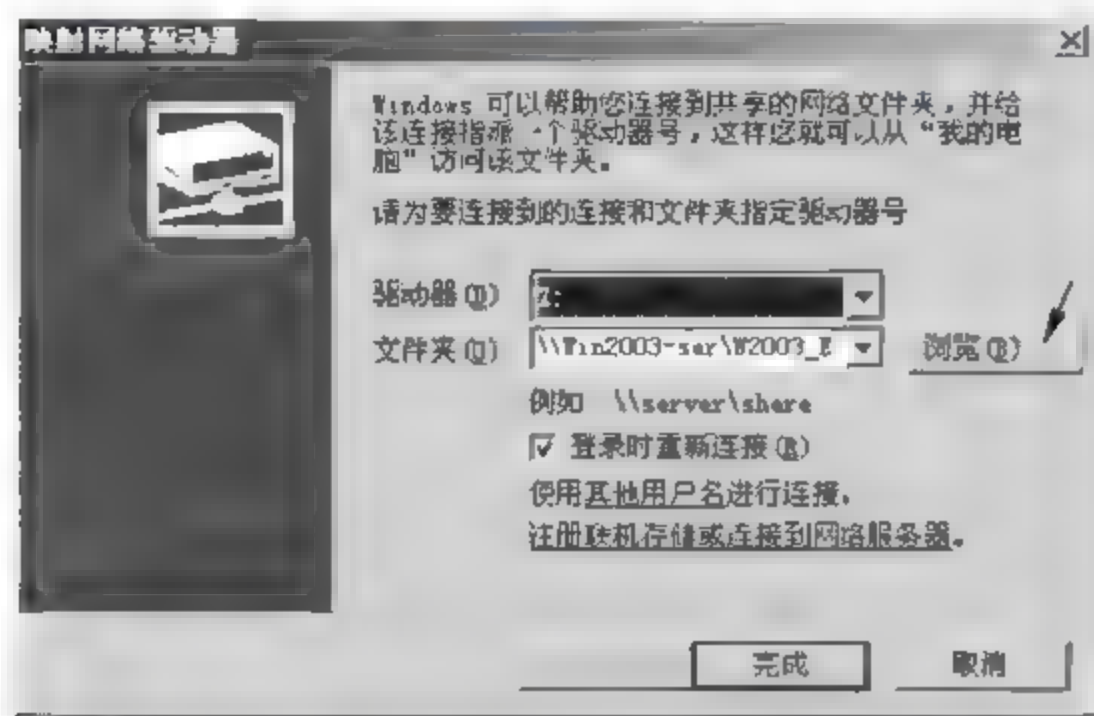 映射网络驱动器
Windows 可以帮助您连接到共享的网络文件夹，并给
该连接指派一个驱动器号，这样您就可以从“我的电
脑”访问该文件夹。
请为要连接到的连接和文件夹指定驱动器号
驱动器(D) Z:
文件夹(O) \\Win2003-ser\W2003_E 浏览(B)
例如 \\server\share
登录时重新连接(R)
使用其他用户名进行连接。
注册联机存储或连接到网络服务器。
完成 取消